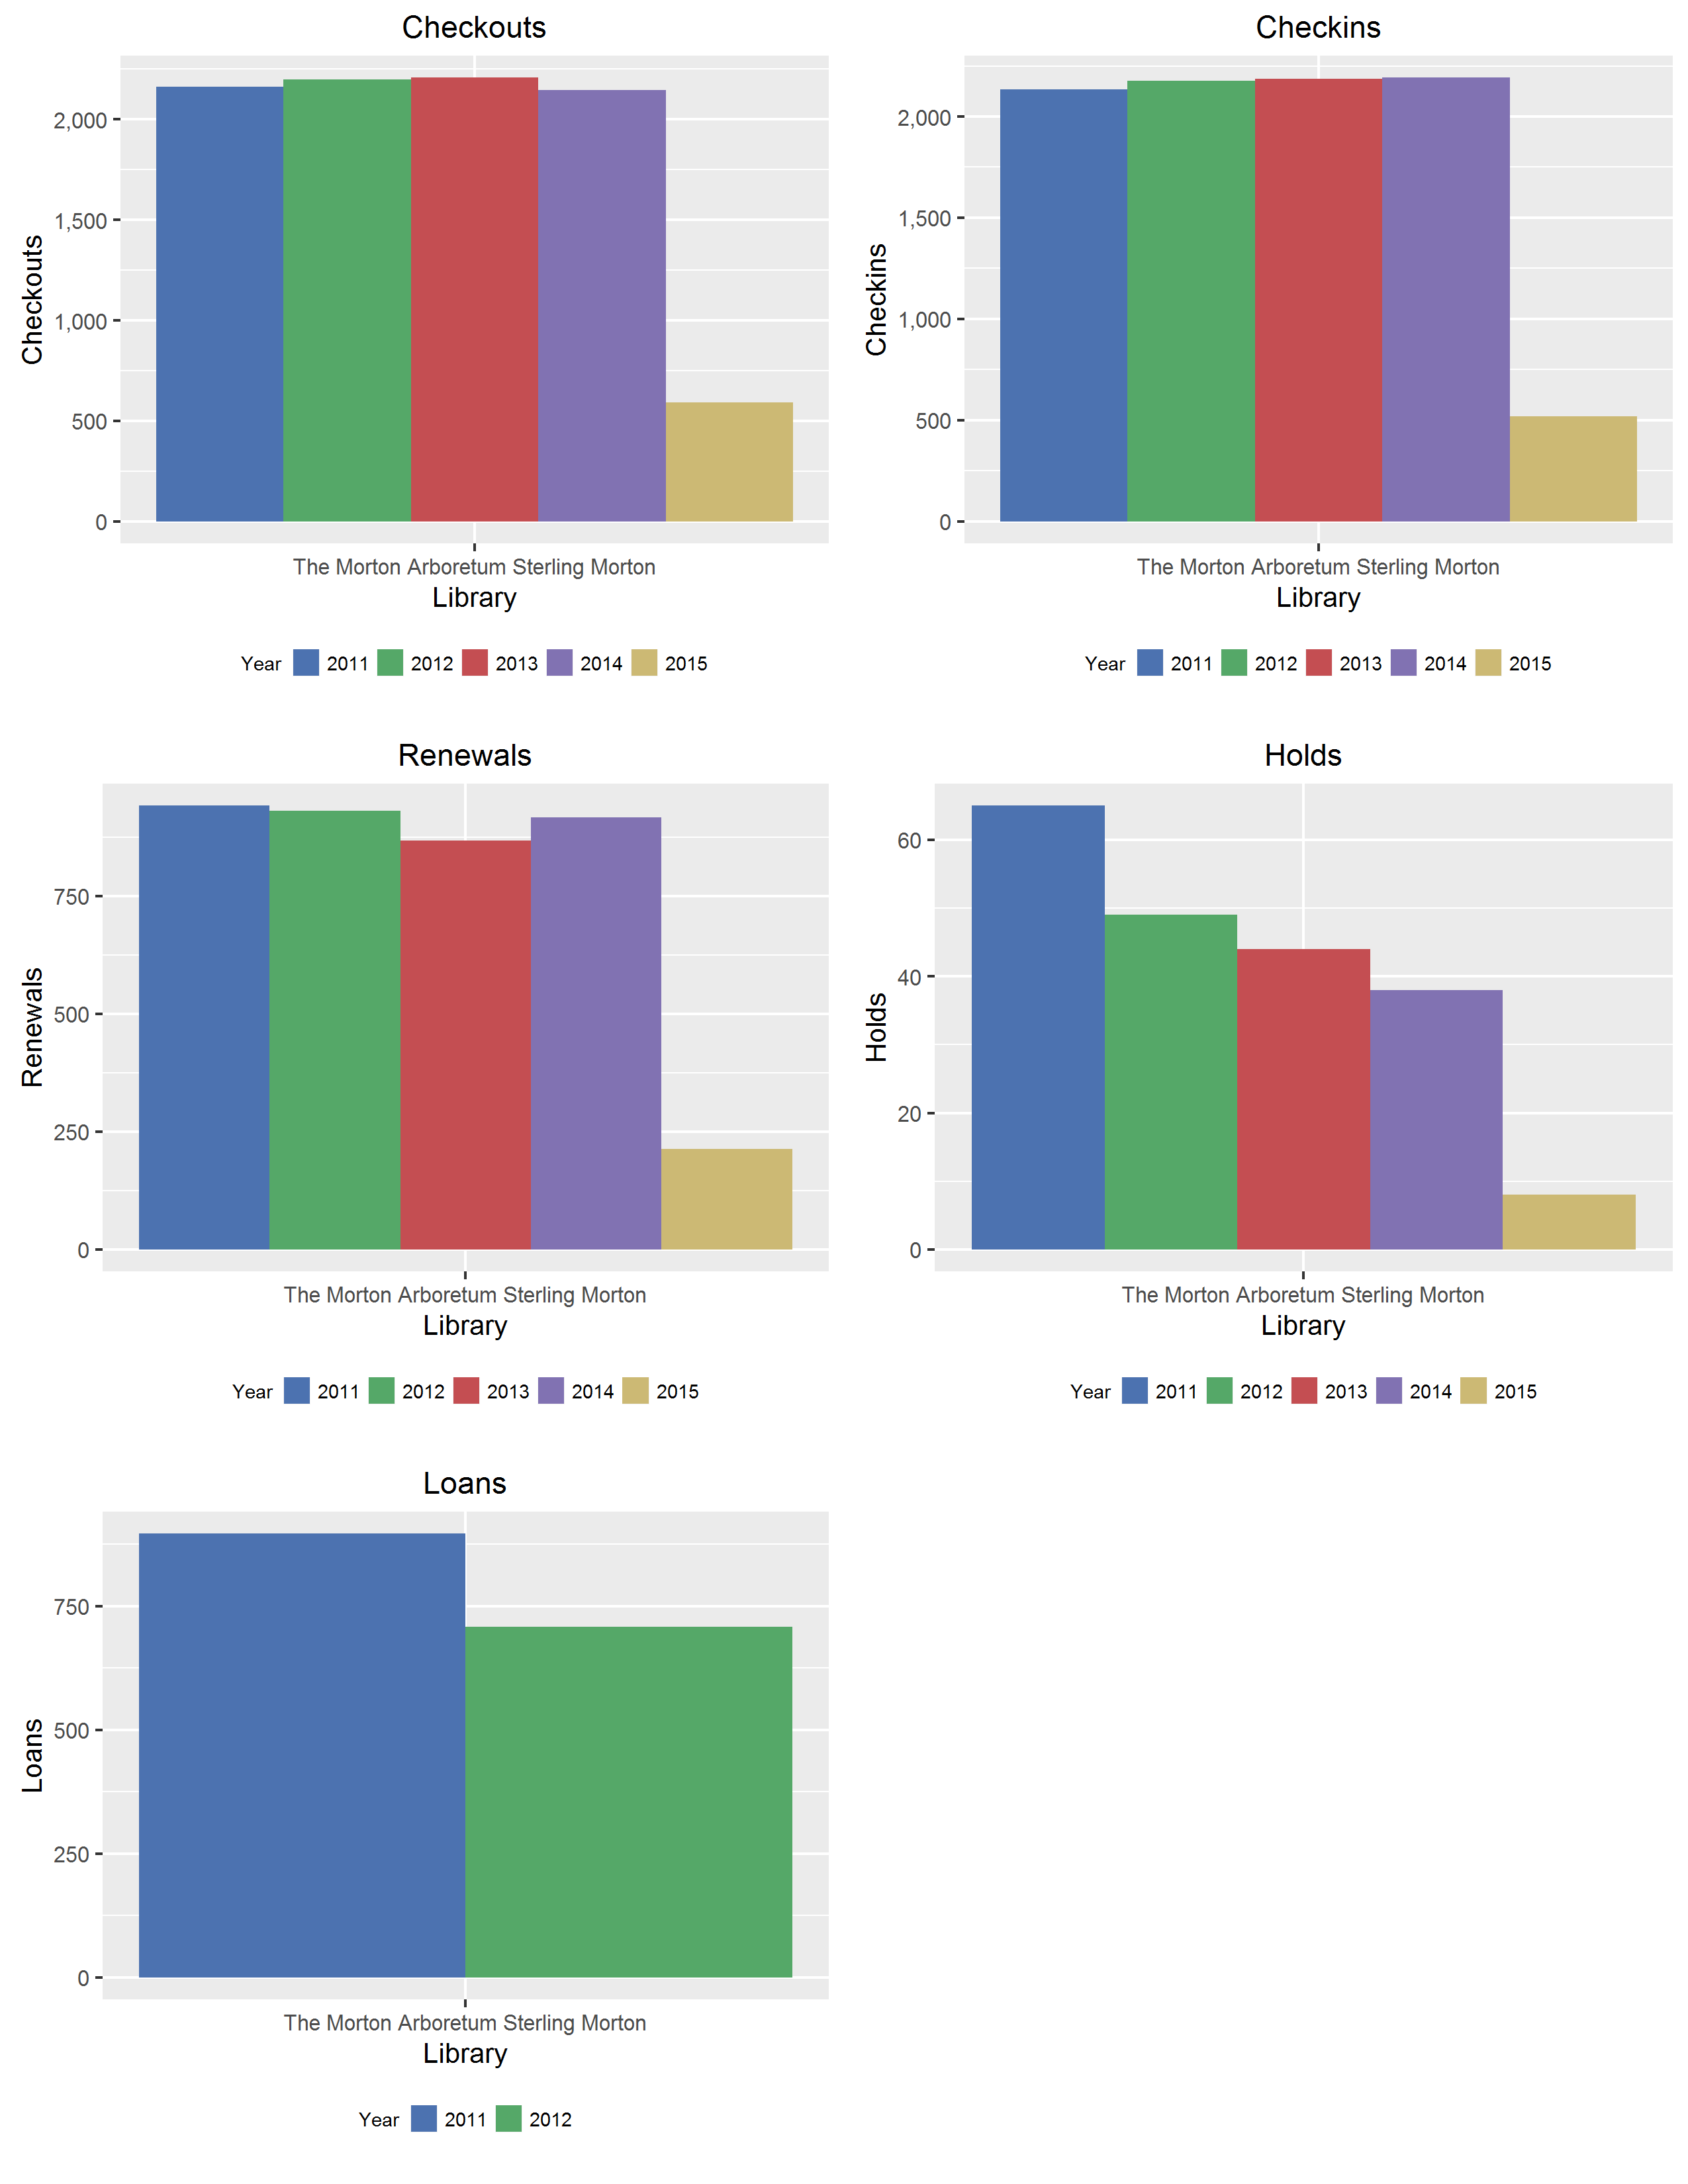 Checkouts
Checkouts
2,000
1,500
1,000
500
0
The Morton Arboretum Sterling Morton
Library
Year 2011 2012 2013 2014 2015
Checkins
Checkins
2,000
1,500
1,000
500
0
The Morton Arboretum Sterling Morton
Library
Year 2011 2012 2013 2014 2015
Renewals
Renewals
750
500
250
0
The Morton Arboretum Sterling Morton
Library
Year 2011 2012 2013 2014 2015
Holds
Holds
60
40
20
0
The Morton Arboretum Sterling Morton
Library
Year 2011 2012 2013 2014 2015
Loans
Loans
750
500
250
0
The Morton Arboretum Sterling Morton
Library
Year 2011 2012